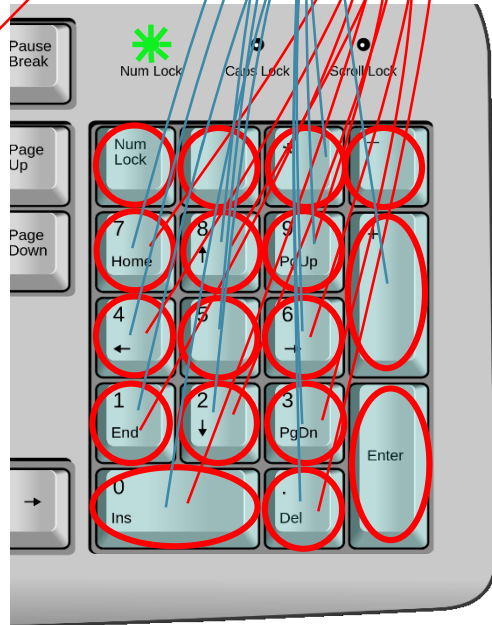 Pause
Break
Num Lock
Caps Lock
Scroll Lock
Page
Up
Num
Lock
*
-
Page
Down
7
Home
8
↑
9
PgUp
+
4
←
5
6
→
1
End
2
↓
3
PgDn
Enter
→
0
Ins
.
Del